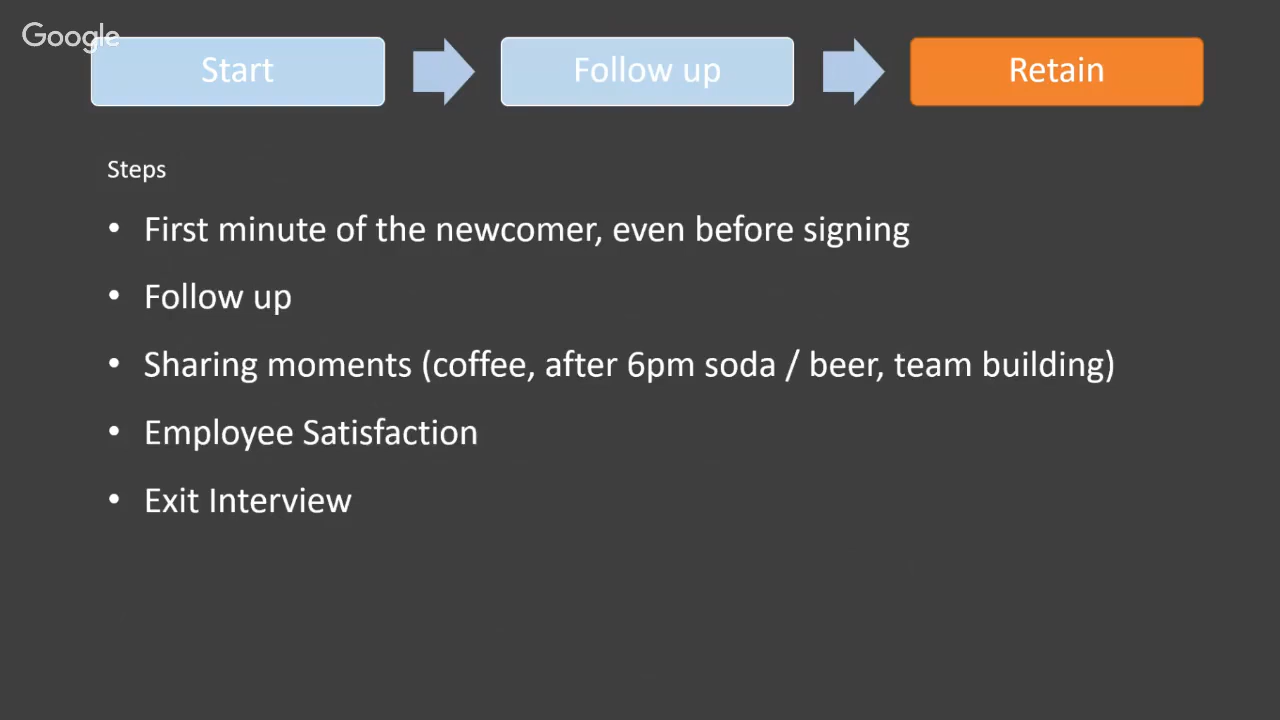 Google
Start
Follow up
Retain
Steps
• First minute of the newcomer, even before signing
• Follow up
• Sharing moments (coffee, after 6pm soda / beer, team building)
• Employee Satisfaction
• Exit Interview